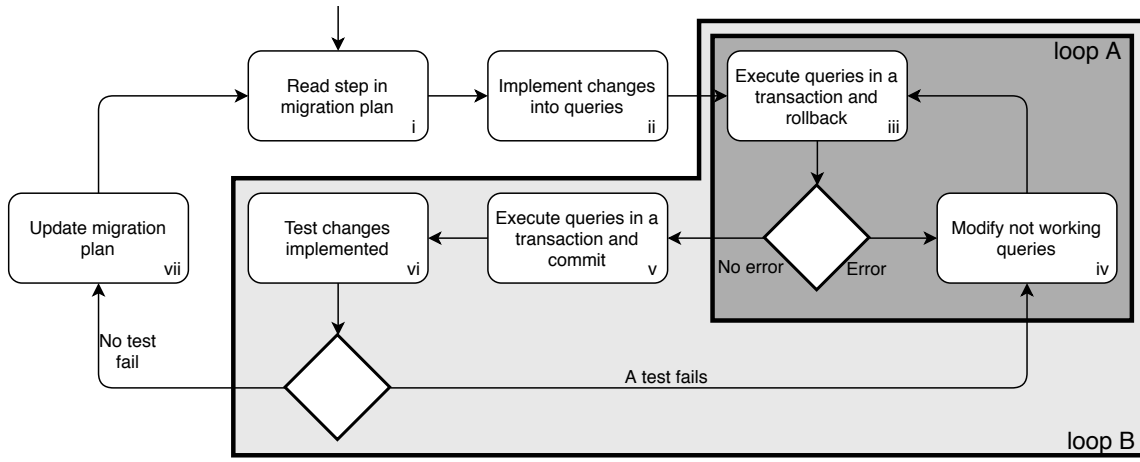 loop A
Read step in
migration plan
i
Implement changes
into queries
ii
Execute queries in a
transaction and
rollback
iii
Update migration
plan
vii
Test changes
implemented
vi
Execute queries in a
transaction and
commit
v
No error
Error
Modify not working
queries
iv
No test
fail
A test fails
loop B